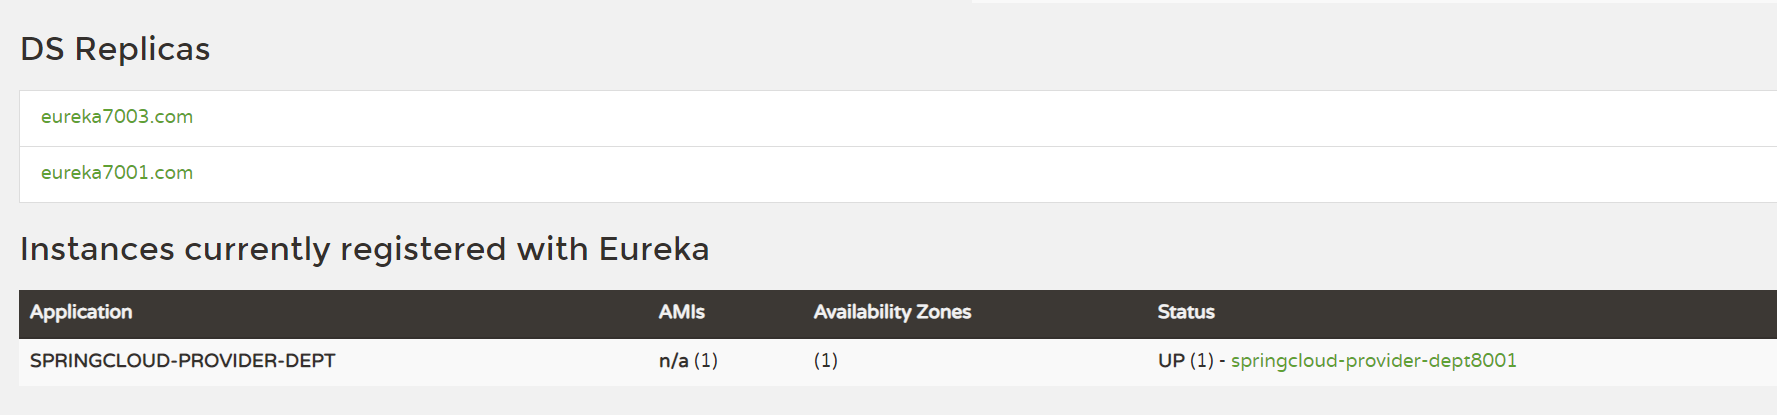 DS Replicas
eureka7003.com
eureka7001.com
Instances currently registered with Eureka
Application AMIs Availability Zones Status
SPRINGCLOUD-PROVIDER-DEPT n/a (1) (1) UP (1) - springcloud-provider-dept8001